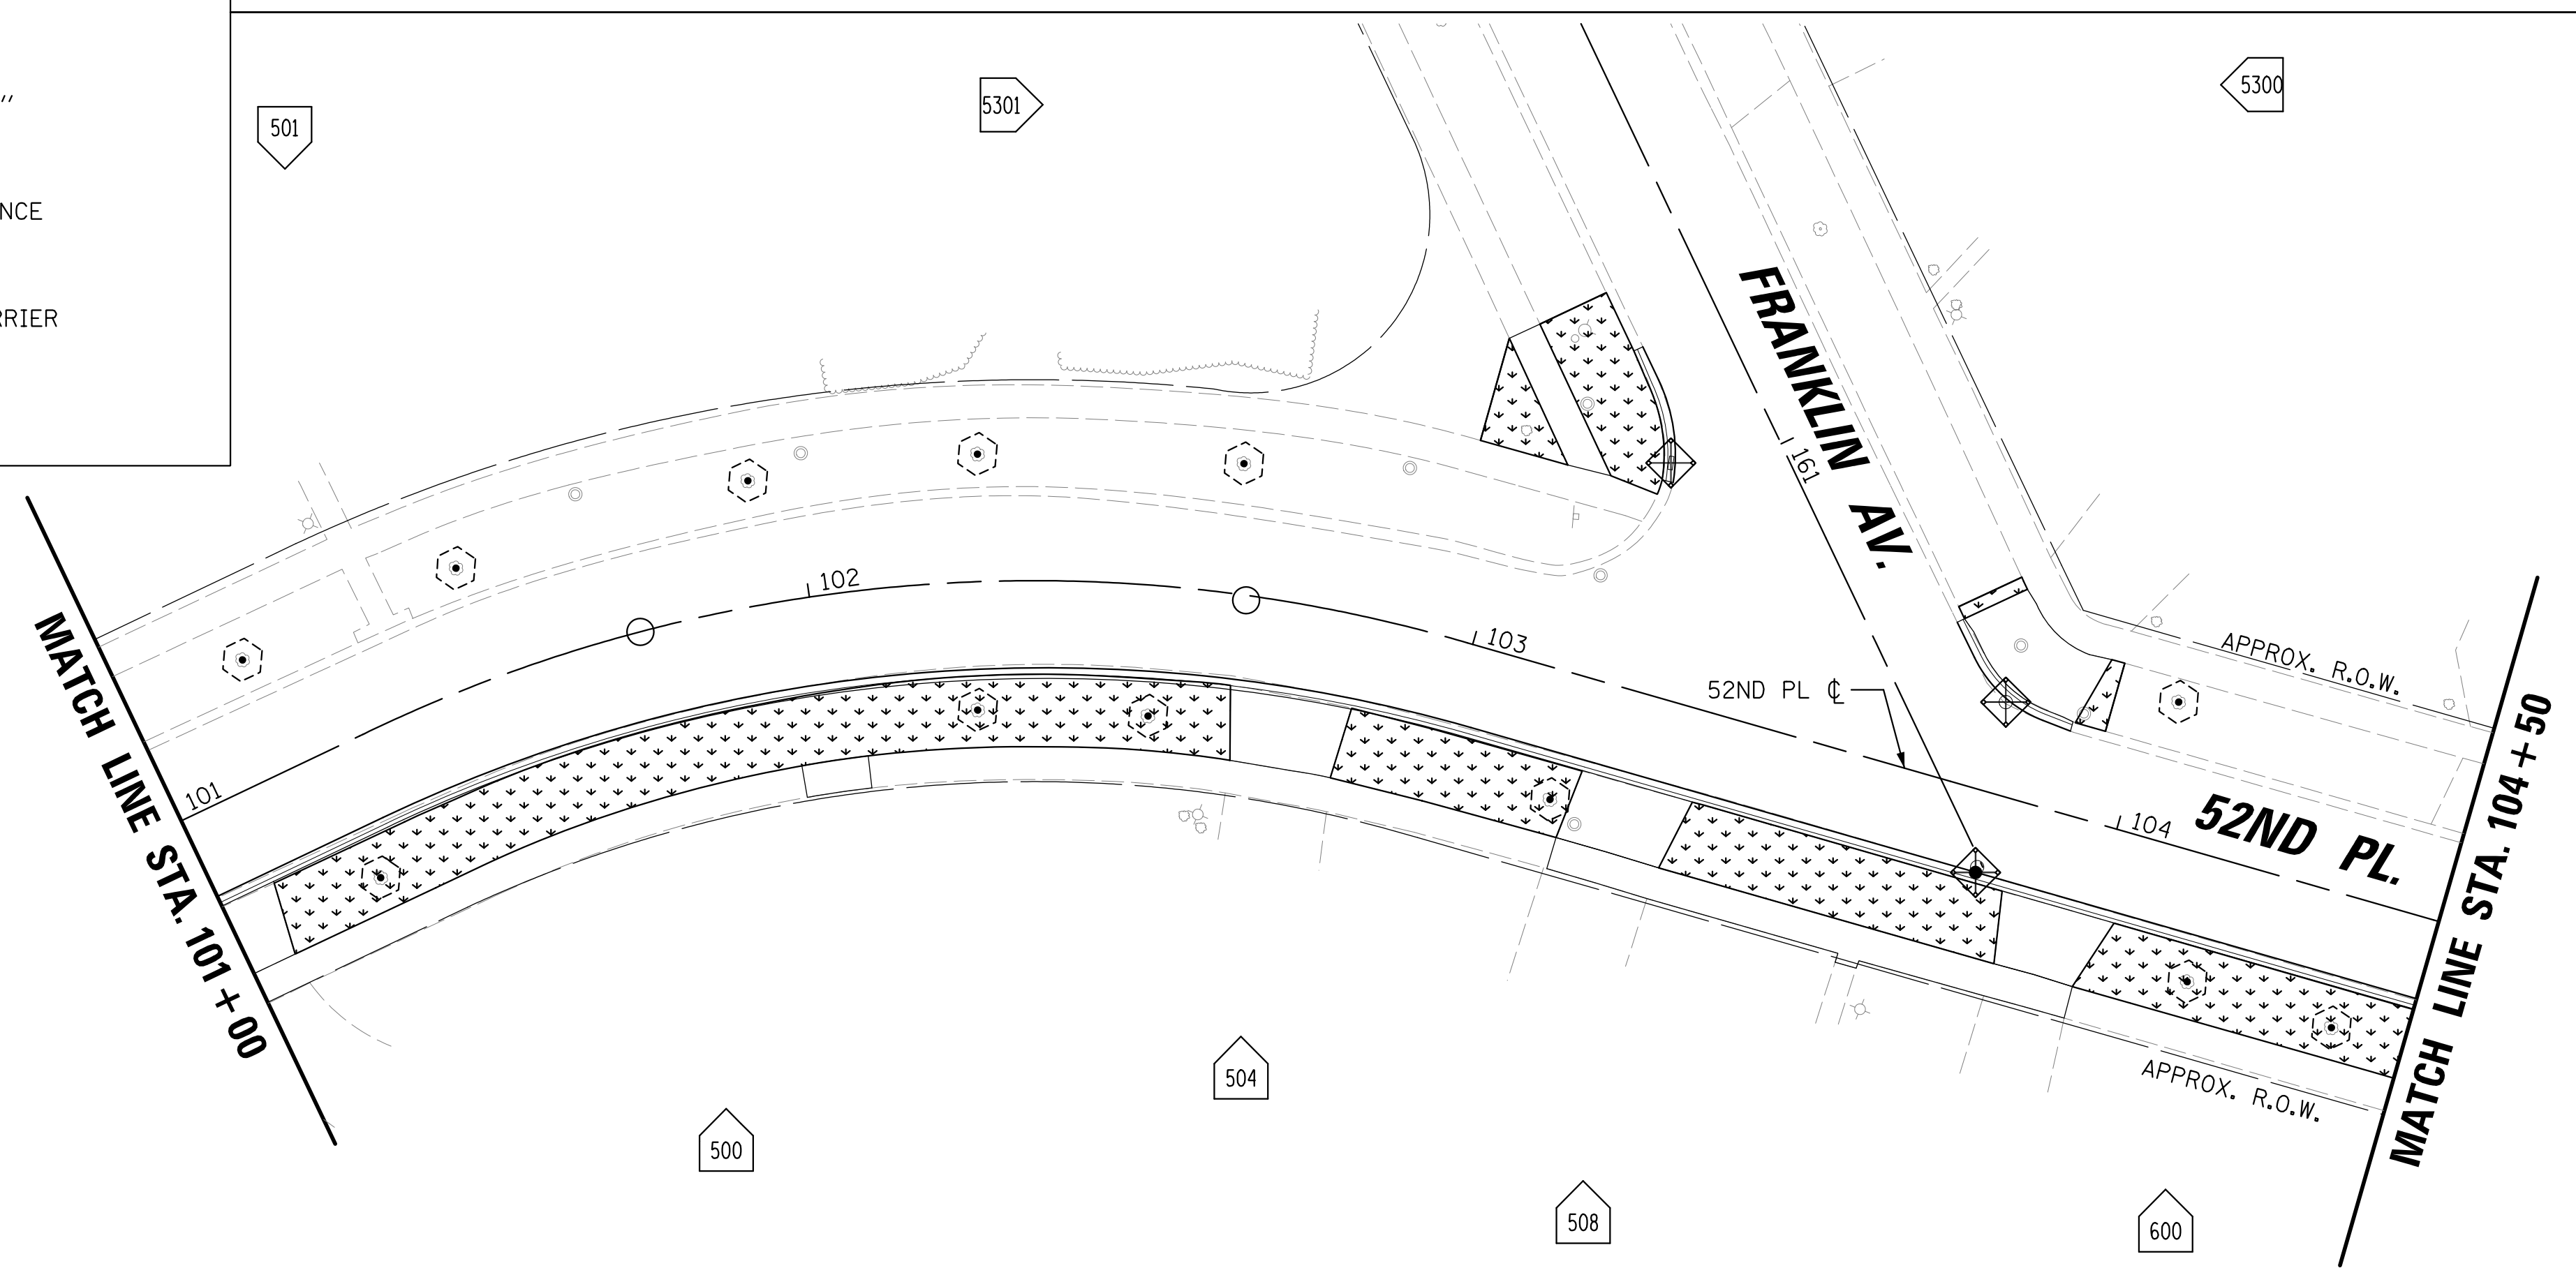 "
NCE
RRIER
501
5301
5300
FRANKLIN AV.
161
102
103
101
52ND PL ℄
APPROX. R.O.W.
104
52ND PL.
MATCH LINE STA. 101+00
MATCH LINE STA. 104+50
APPROX. R.O.W.
504
500
508
600